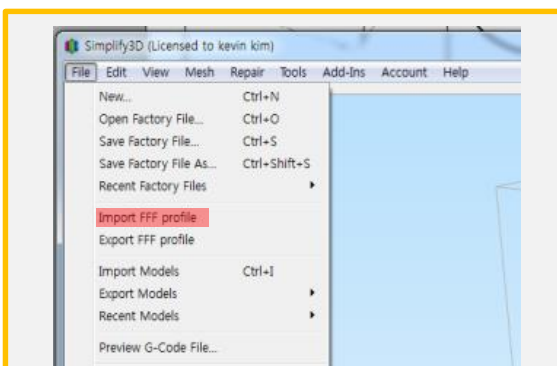 Simplify3D (Licensed to kevin kim)
File Edit View Mesh Repair Tools Add-Ins Account Help
New... Ctrl+N
Open Factory File... Ctrl+O
Save Factory File... Ctrl+S
Save Factory File As... Ctrl+Shift+S
Recent Factory Files
Import FFF profile
Export FFF profile
Import Models Ctrl+I
Export Models
Recent Models
Preview G-Code File...